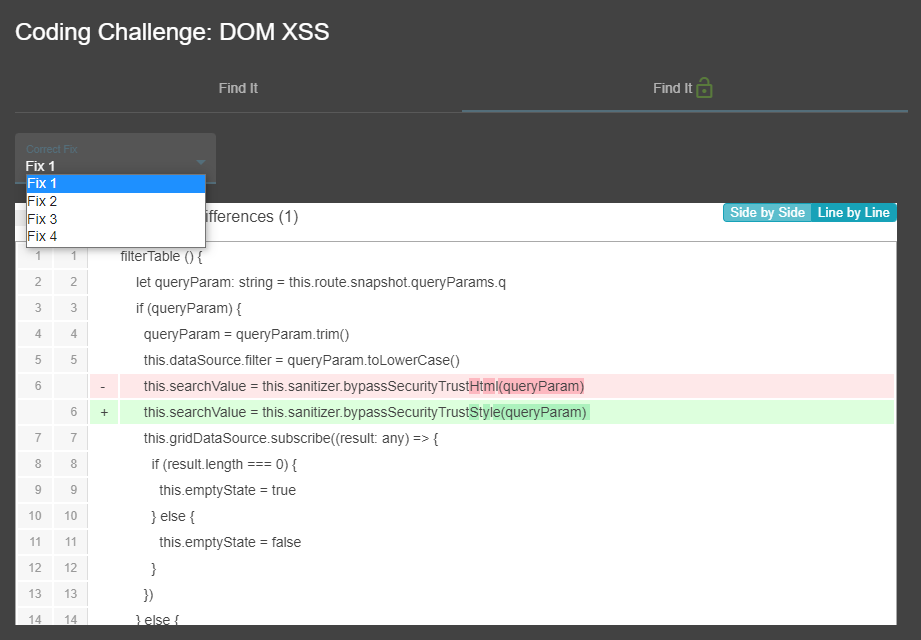 Coding Challenge: DOM XSS
Find It
Find It
Correct Fix
Fix 1
Fix 1
Fix 2
Fix 3
Fix 4
ifferences (1)
Side by Side Line by Line
1 1 filterTable () {
2 2 let queryParam: string = this.route.snapshot.queryParams.q
3 3 if (queryParam) {
4 4 queryParam = queryParam.trim()
5 5 this.dataSource.filter = queryParam.toLowerCase()
6 - this.searchValue = this.sanitizer.bypassSecurityTrustHtml(queryParam)
6 + this.searchValue = this.sanitizer.bypassSecurityTrustStyle(queryParam)
7 7 this.gridDataSource.subscribe((result: any) => {
8 8 if (result.length === 0) {
9 9 this.emptyState = true
10 10 } else {
11 11 this.emptyState = false
12 12 }
13 13 })
14 14 } else {